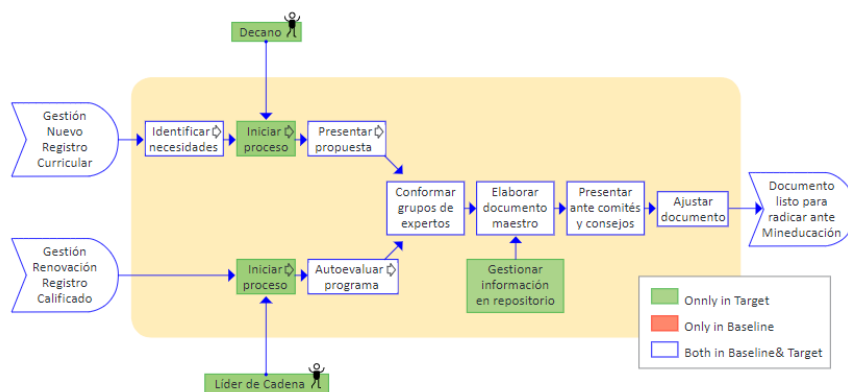 Decano
Gestión
Nuevo
Registro
Curricular
Identificar
necesidades
Iniciar
proceso
Presentar
propuesta
Conformar
grupos de
expertos
Elaborar
documento
maestro
Presentar
ante comités
y consejos
Ajustar
documento
Documento
listo para
radicar ante
Mineducación
Gestión
Renovación
Registro
Calificado
Iniciar
proceso
Autoevaluar
programa
Gestionar
información
en repositorio
Líder de Cadena
Onnly in Target
Only in Baseline
Both in Baseline& Target